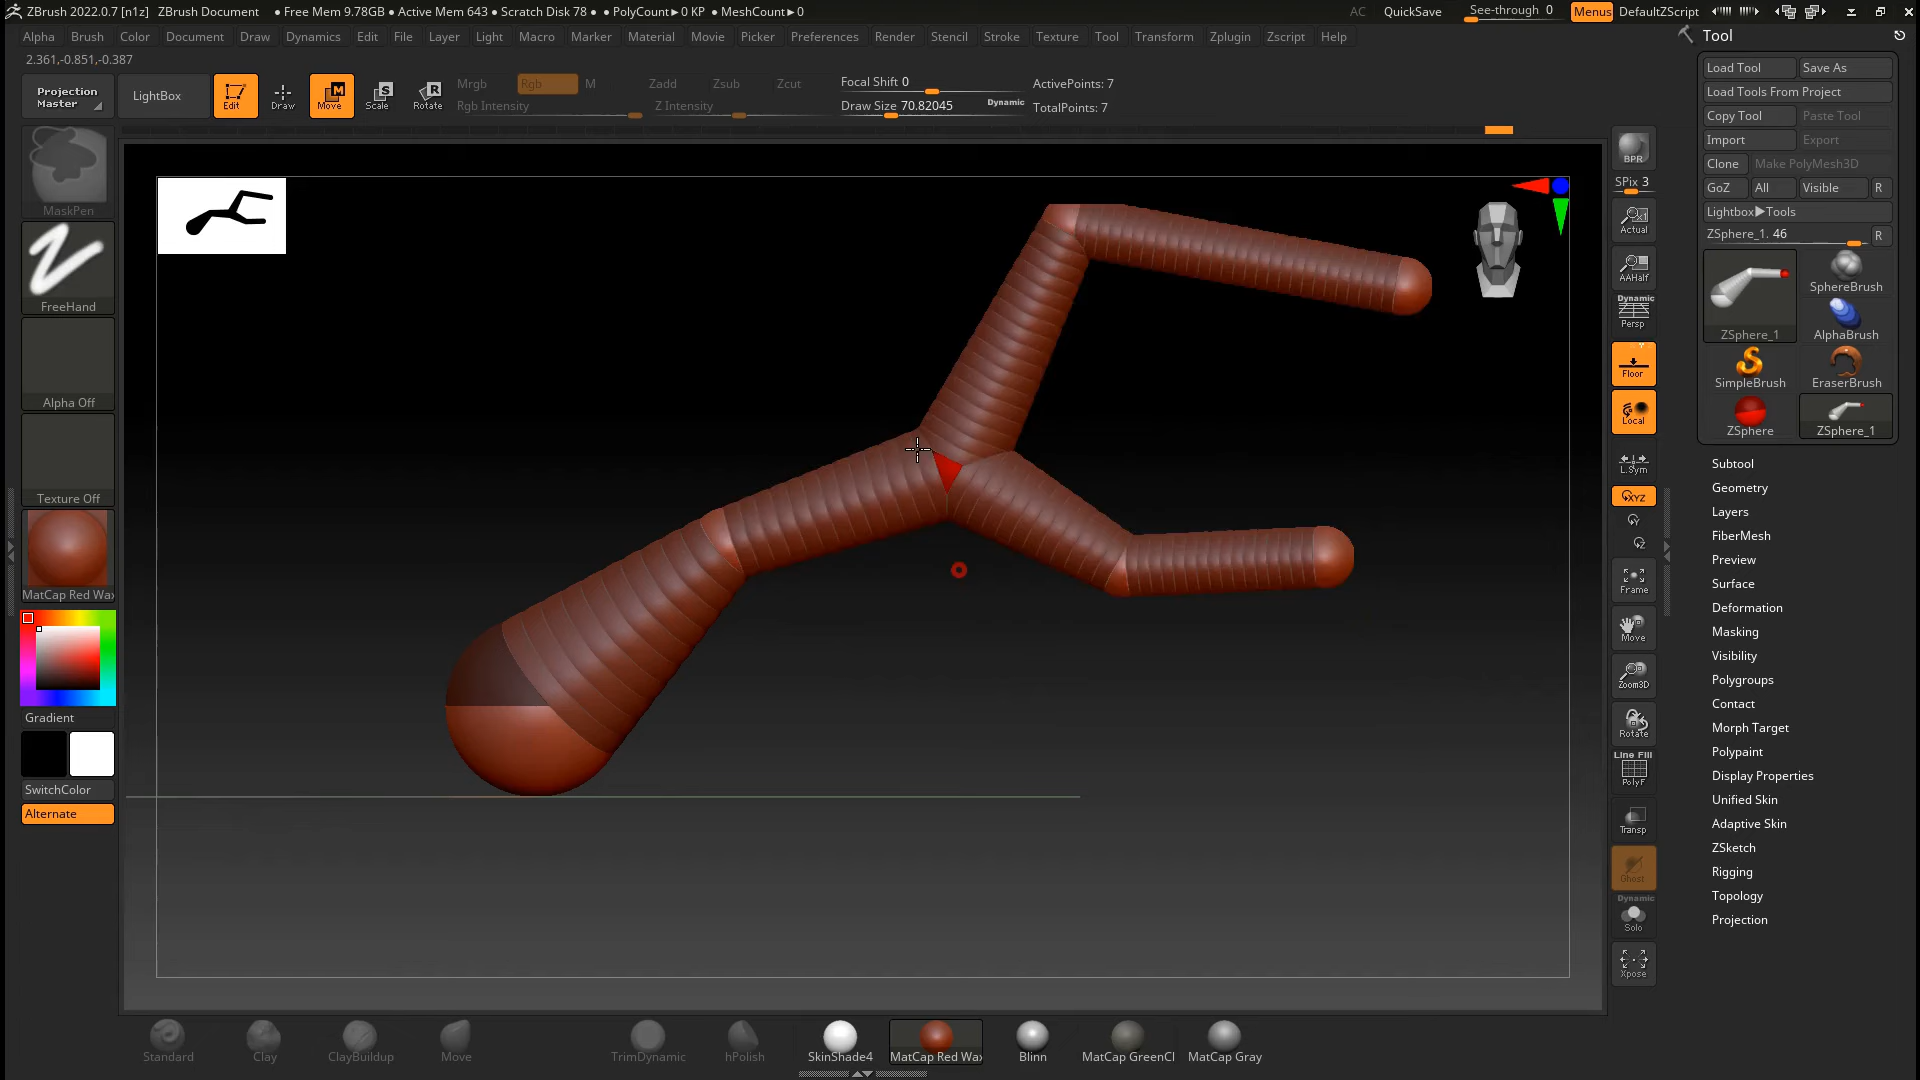 ZBrush 2022.0.7 [n1z] ZBrush Document • Free Mem 9.78GB • Active Mem 643 • Scratch Disk 78 • • PolyCount►0 KP • MeshCount►0 AC QuickSave See-through 0 Menus DefaultZScript
Alpha Brush Color Document Draw Dynamics Edit File Layer Light Macro Marker Material Movie Picker Preferences Render Stencil Stroke Texture Tool Transform Zplugin Zscript Help
2.361,-0.851,-0.387
Projection Master
LightBox
Edit
Draw
Move
Scale
Rotate
Mrgb Rgb M
Rgb Intensity
Zadd Zsub Zcut
Z Intensity
Focal Shift 0
Draw Size 70.82045 Dynamic
ActivePoints: 7
TotalPoints: 7
MaskPen
FreeHand
Alpha Off
Texture Off
MatCap Red Wax
Gradient
SwitchColor
Alternate
BPR
SPix 3
Actual
AAHalf
Dynamic
Persp
Floor
Local
L.Sym
XYZ
Y
Z
Frame
Move
Zoom3D
Rotate
Line Fill
PolyF
Transp
Ghost
Dynamic
Solo
Xpose
Tool
Load Tool Save As
Load Tools From Project
Copy Tool Paste Tool
Import Export
Clone Make PolyMesh3D
GoZ All Visible R
Lightbox►Tools
ZSphere_1. 46 R
ZSphere_1
SphereBrush
AlphaBrush
SimpleBrush
EraserBrush
ZSphere
ZSphere_1
Subtool
Geometry
Layers
FiberMesh
Preview
Surface
Deformation
Masking
Visibility
Polygroups
Contact
Morph Target
Polypaint
Display Properties
Unified Skin
Adaptive Skin
ZSketch
Rigging
Topology
Projection
Standard Clay ClayBuildup Move TrimDynamic hPolish SkinShade4 MatCap Red Wax Blinn MatCap GreenCl MatCap Gray